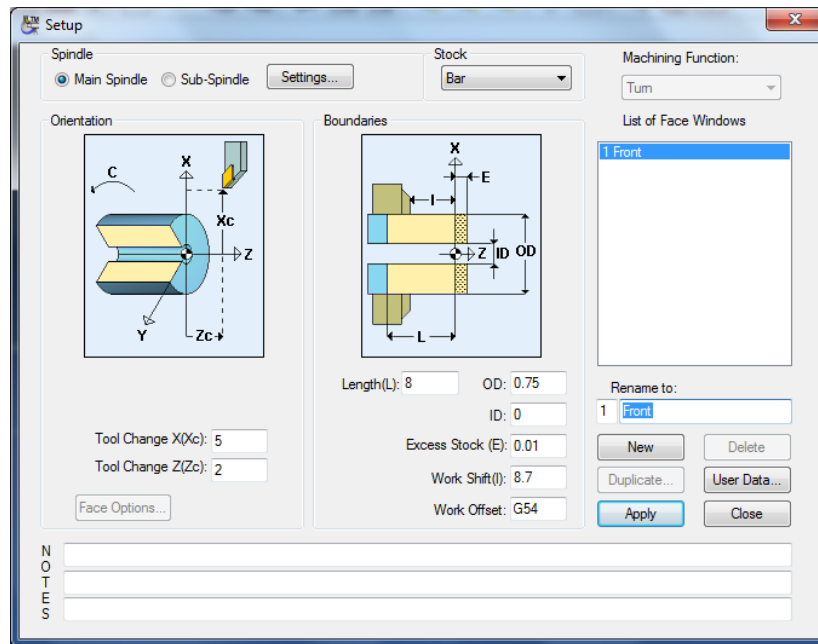 Setup
Spindle
Main Spindle Sub-Spindle Settings...
Stock
Bar
Machining Function:
Turn
Orientation
C
X
Xc
Z
Y
Zc
Tool Change X(Xc): 5
Tool Change Z(Zc): 2
Face Options...
Boundaries
X
E
I
Z ID OD
L
Length(L): 8 OD: 0.75
ID: 0
Excess Stock (E): 0.01
Work Shift(I): 8.7
Work Offset: G54
List of Face Windows
1 Front
Rename to:
1 Front
New Delete
Duplicate... User Data...
Apply Close
NOTES